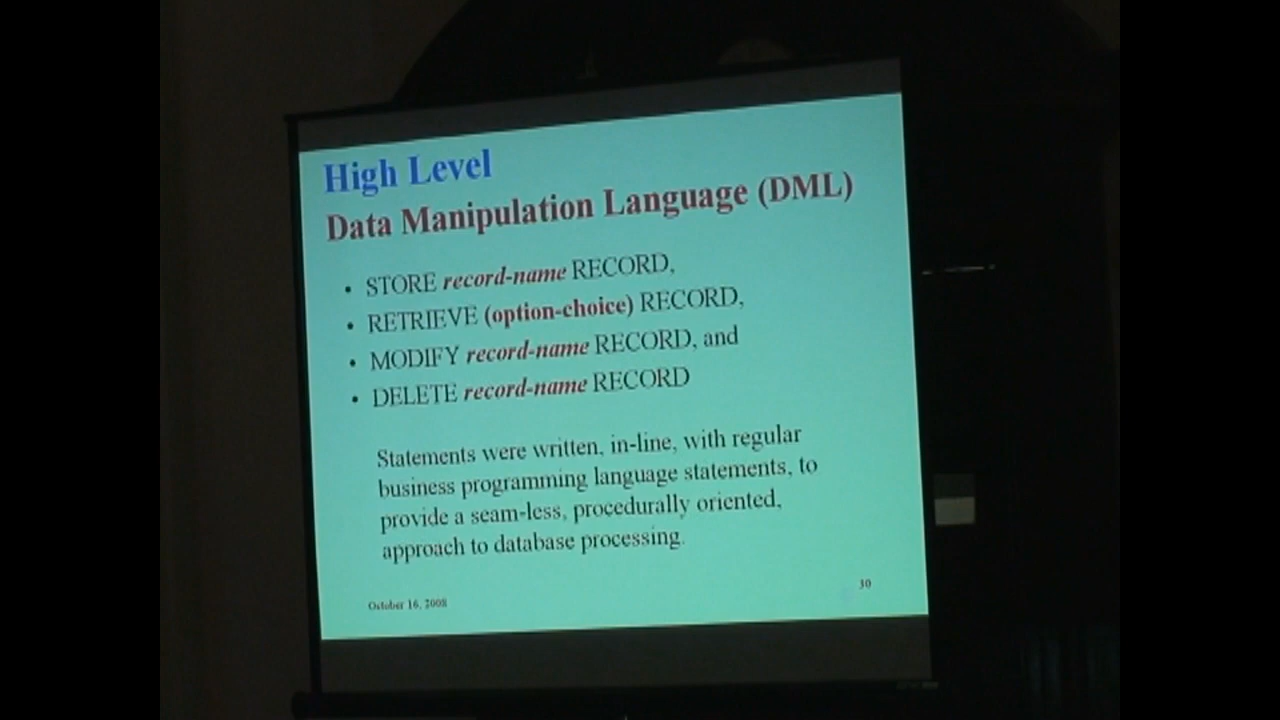 High Level
Data Manipulation Language (DML)
• STORE record-name RECORD,
• RETRIEVE (option-choice) RECORD,
• MODIFY record-name RECORD, and
• DELETE record-name RECORD
Statements were written, in-line, with regular
business programming language statements, to
provide a seam-less, procedurally oriented,
approach to database processing.
October 16, 2008
30